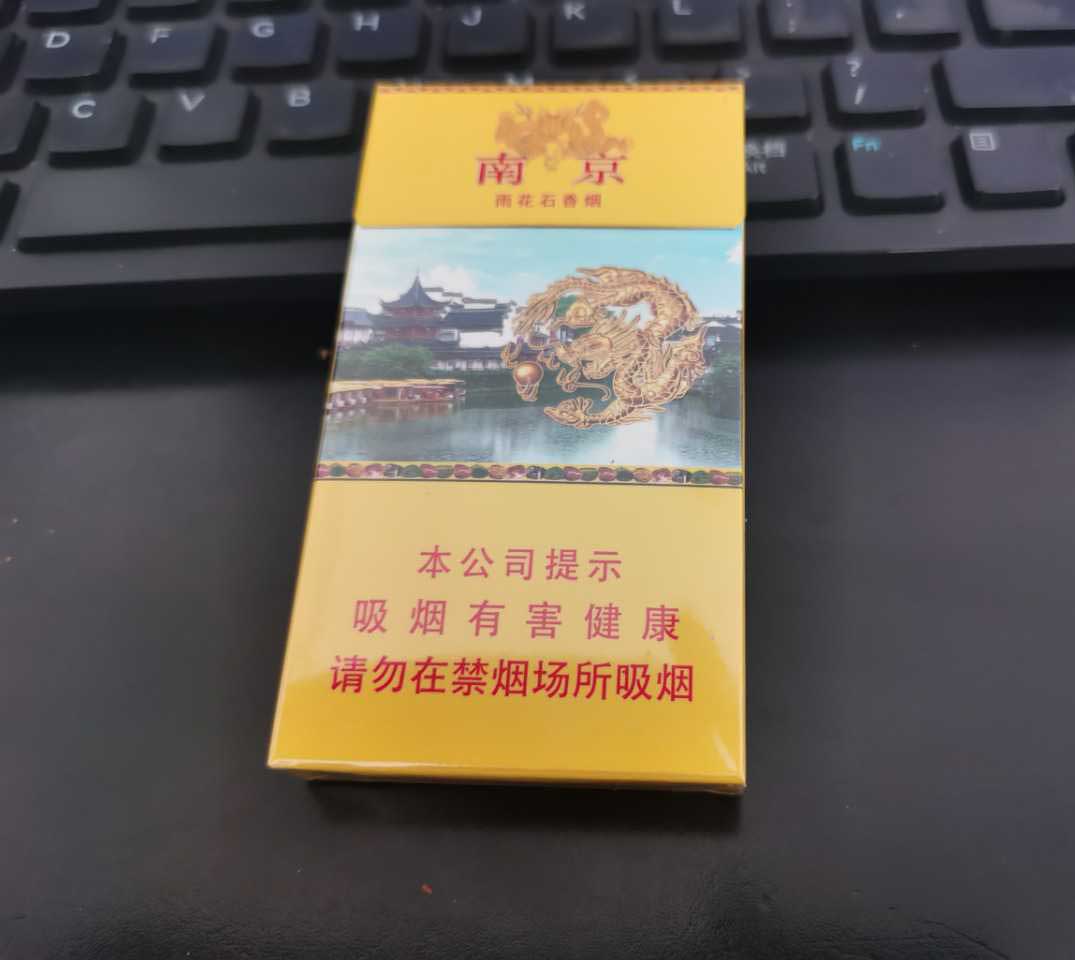 D F G H J K L
C V B ? /
Fn
南京
雨花石香烟
本公司提示
吸烟有害健康
请勿在禁烟场所吸烟